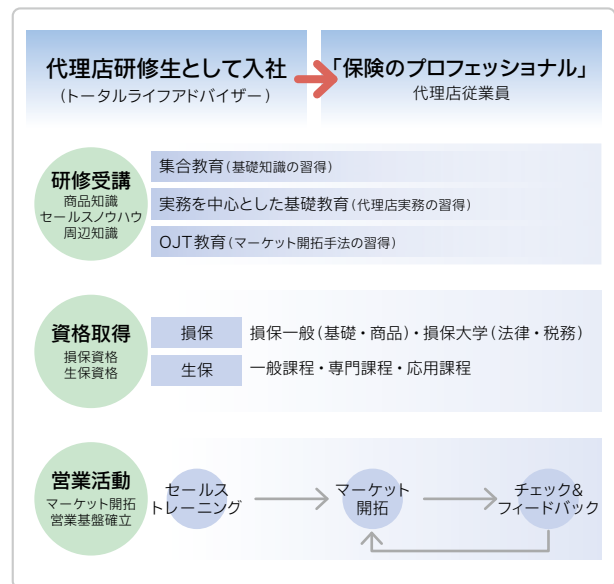 代理店研修生として入社
(トータルライフアドバイザー)
「保険のプロフェッショナル」
代理店従業員
研修受講
商品知識
セールスノウハウ
周辺知識
集合教育(基礎知識の習得)
実務を中心とした基礎教育(代理店実務の習得)
OJT教育(マーケット開拓手法の習得)
資格取得
損保資格
生保資格
損保 損保一般(基礎・商品)・損保大学(法律・税務)
生保 一般課程・専門課程・応用課程
営業活動
マーケット開拓
営業基盤確立
セールス
トレーニング
マーケット
開拓
チェック&
フィードバック